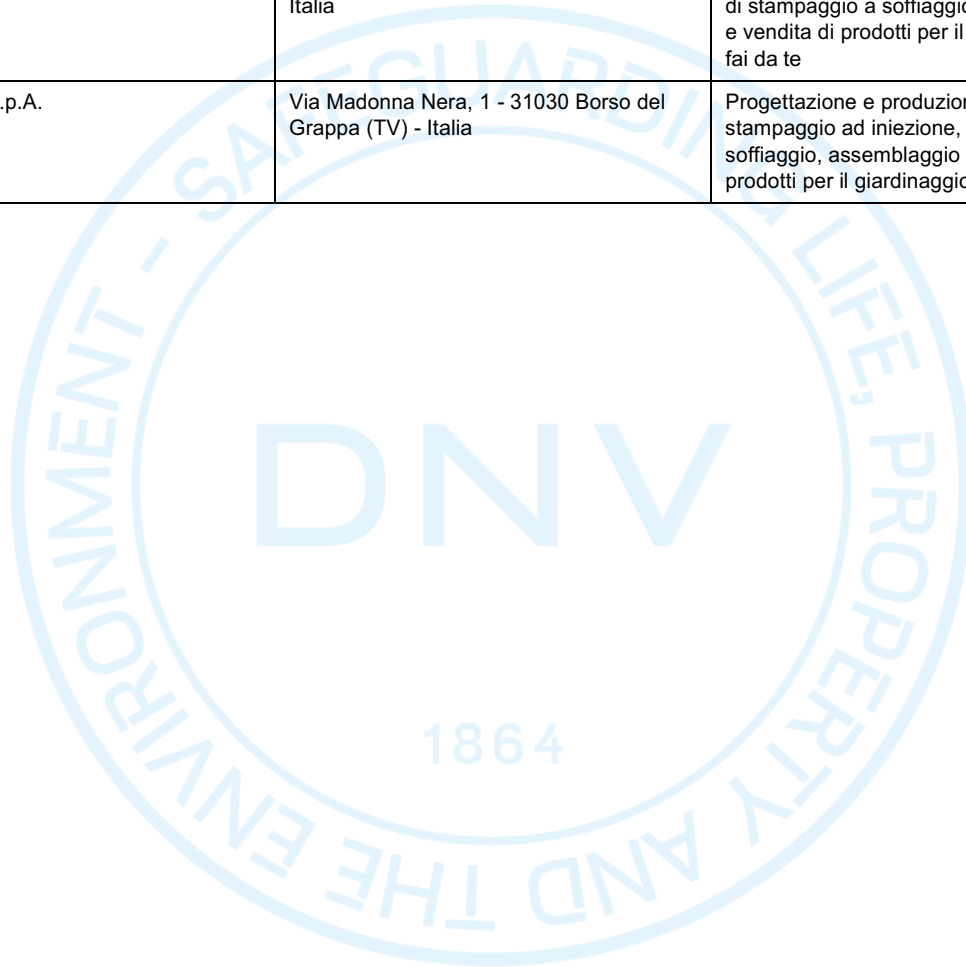 Italia
di stampaggio a soffiaggio
e vendita di prodotti per il
fai da te
.p.A.
Via Madonna Nera, 1 - 31030 Borso del
Grappa (TV) - Italia
Progettazione e produzion
stampaggio ad iniezione,
soffiaggio, assemblaggio
prodotti per il giardinaggio
SAFEGUARDING LIFE, PROPERTY AND THE ENVIRONMENT -
DNV
1864